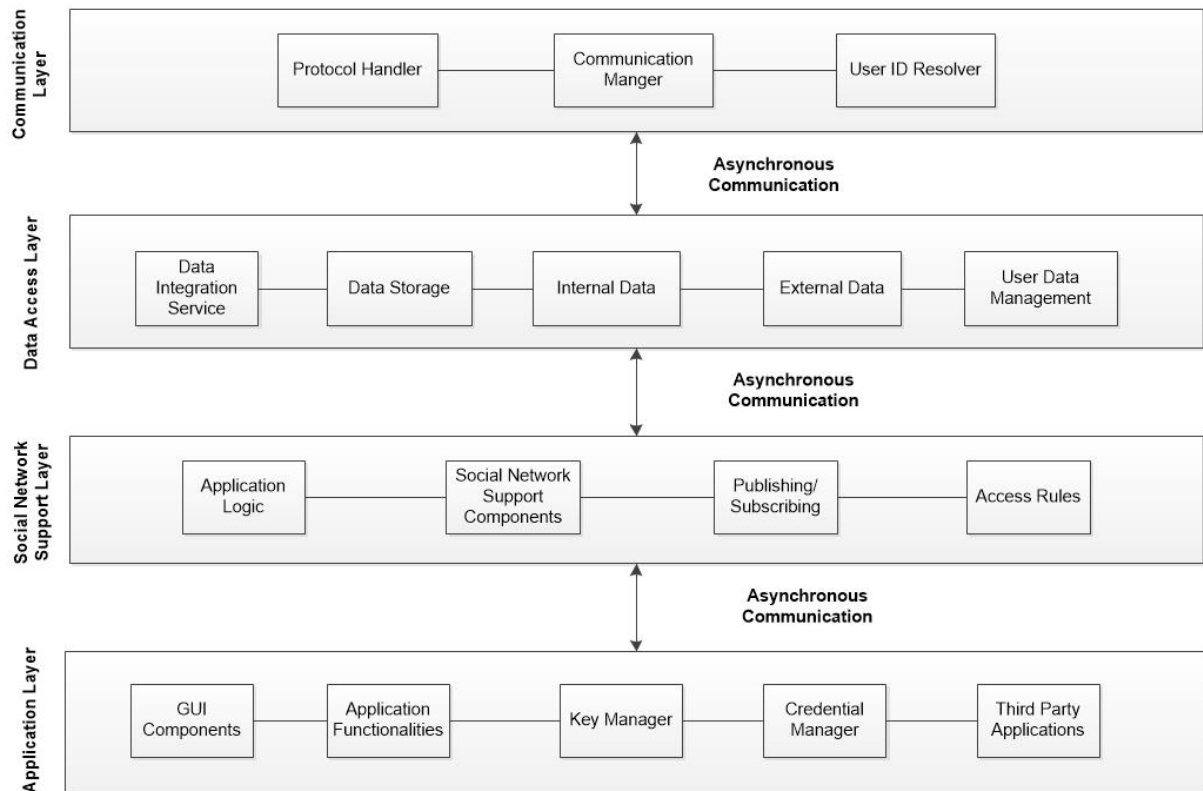 Communication
Layer
Protocol Handler
Communication
Manger
User ID Resolver
Asynchronous
Communication
Data Access Layer
Data
Integration
Service
Data Storage
Internal Data
External Data
User Data
Management
Asynchronous
Communication
Social Network
Support Layer
Application
Logic
Social Network
Support
Components
Publishing/
Subscribing
Access Rules
Asynchronous
Communication
Application Layer
GUI
Components
Application
Functionalities
Key Manager
Credential
Manager
Third Party
Applications